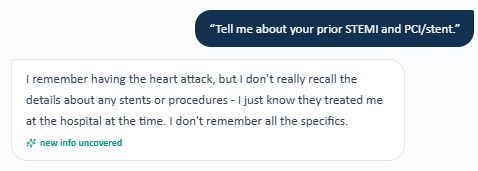 “Tell me about your prior STEMI and PCI/stent.”
I remember having the heart attack, but I don't really recall the
details about any stents or procedures - I just know they treated me
at the hospital at the time. I don't remember all the specifics.
new info uncovered